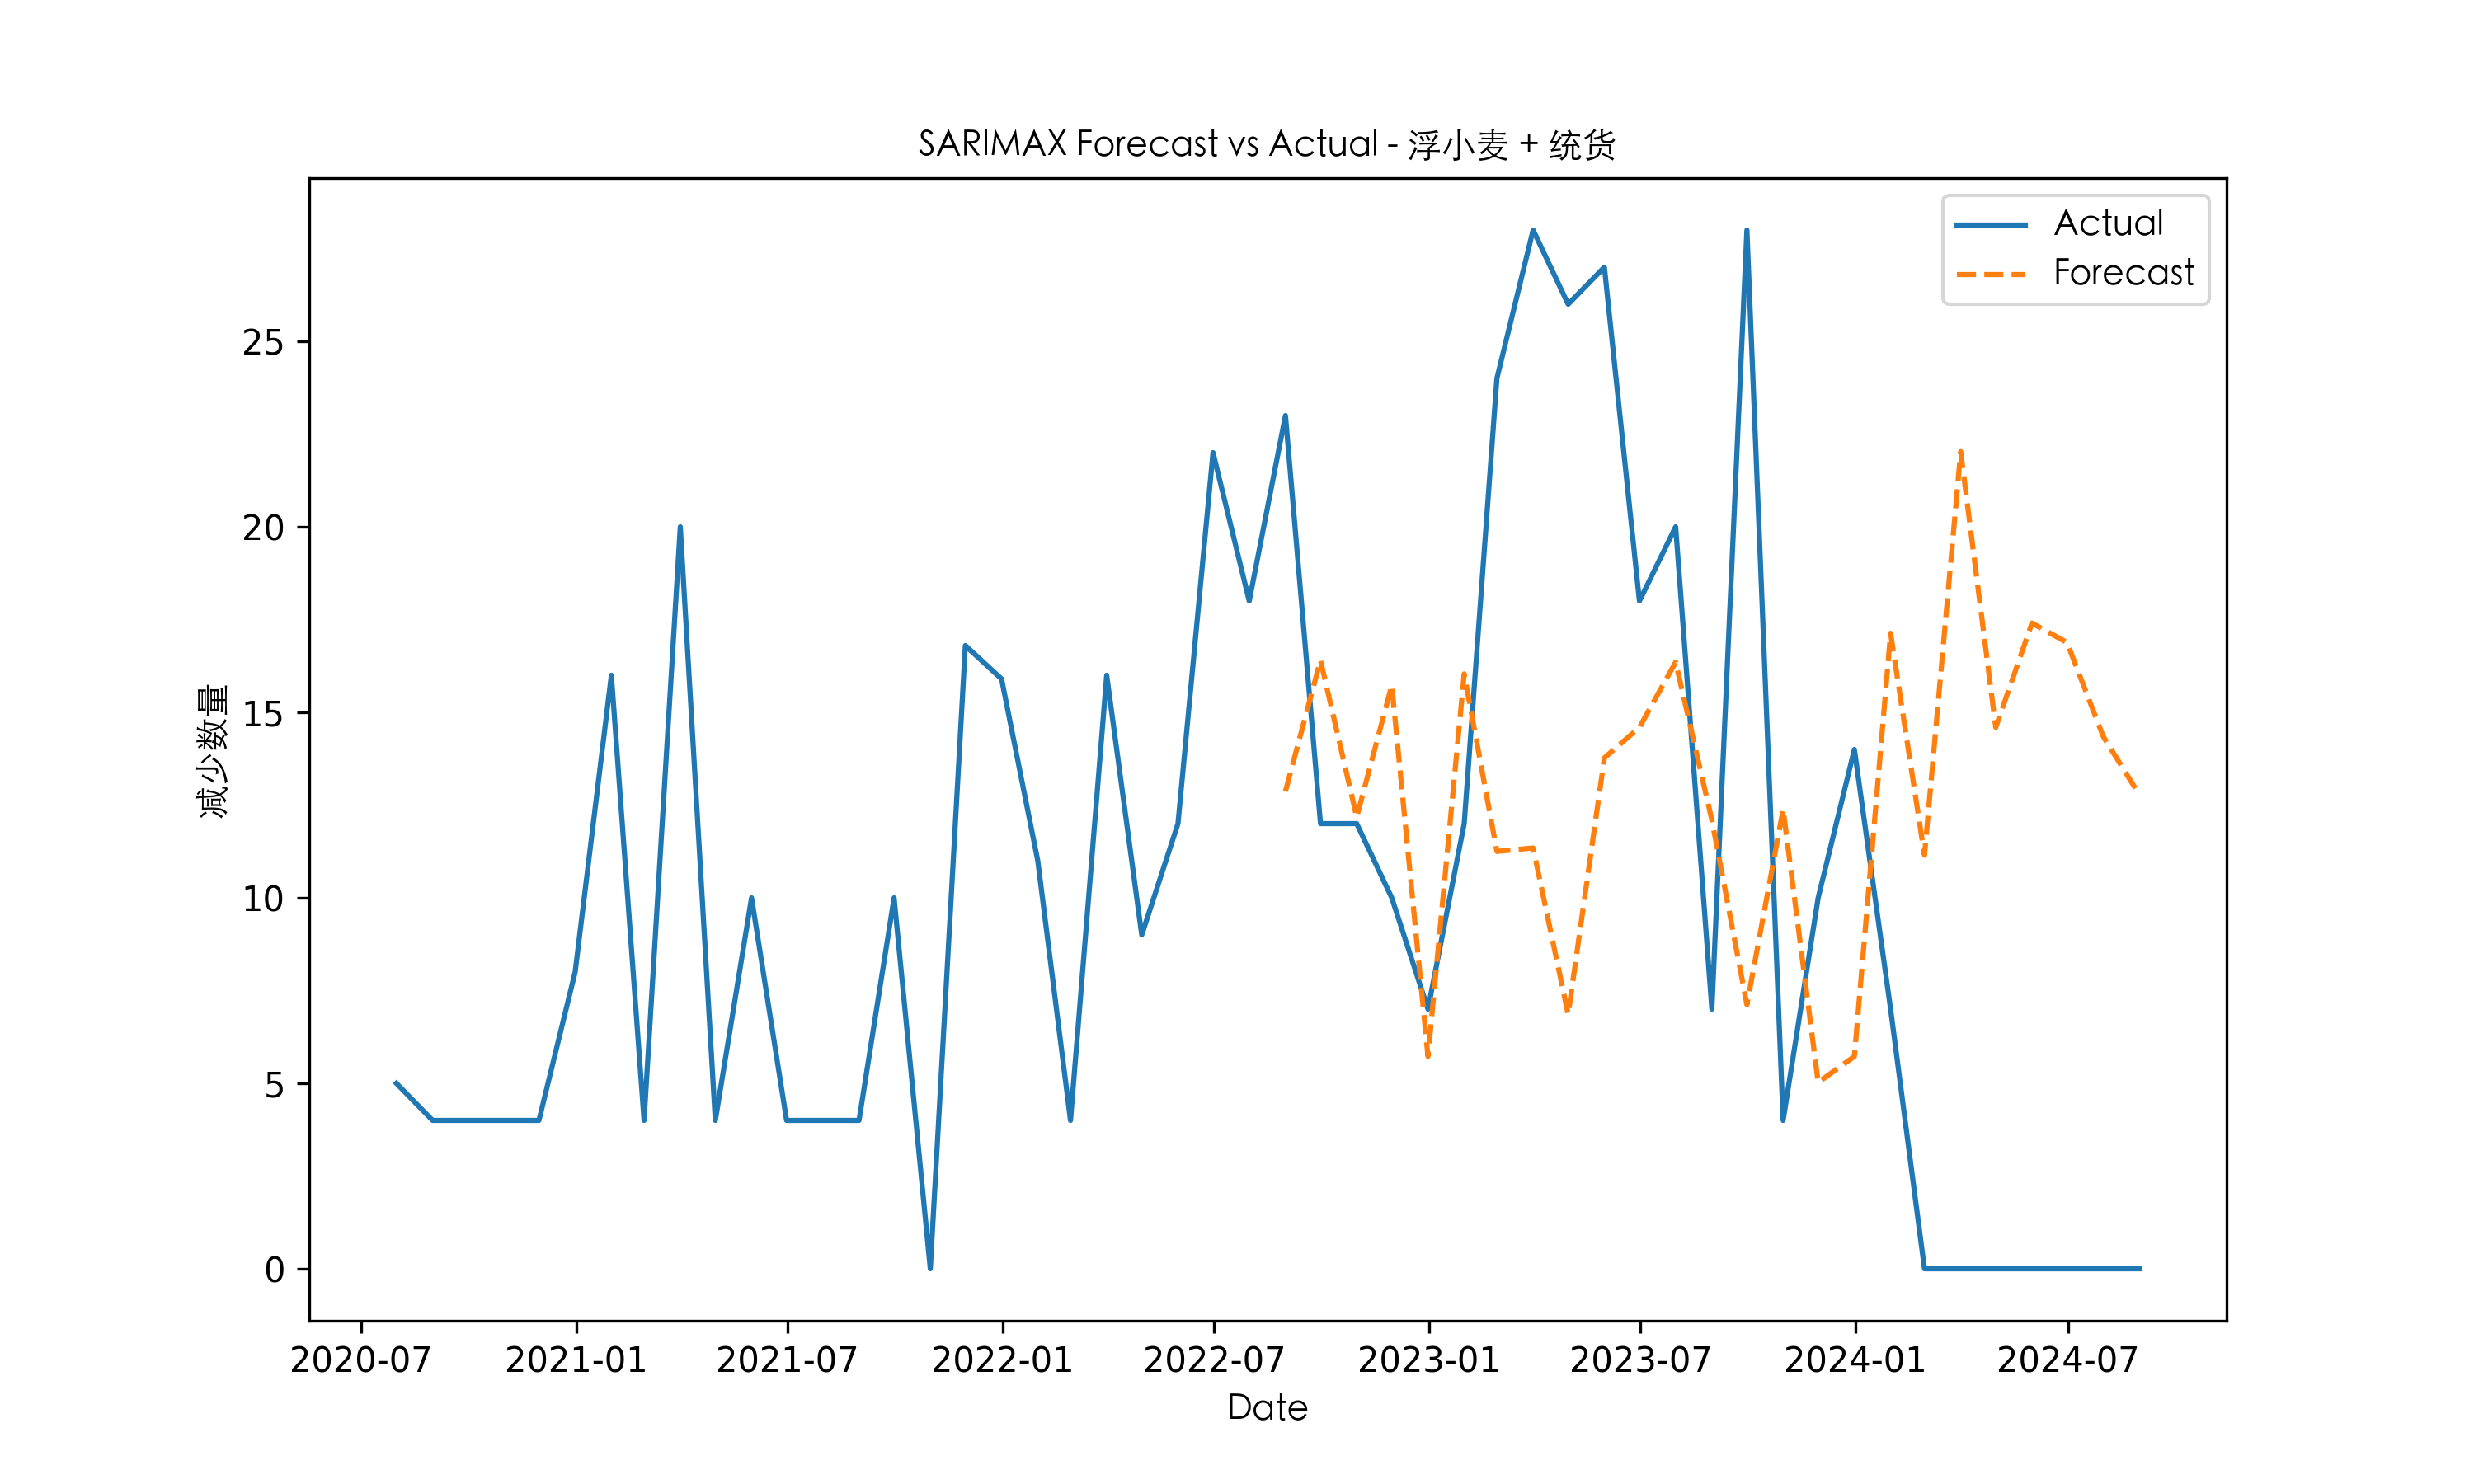 SARIMAX Forecast vs Actual - 浮小麦 + 统货
Actual
Forecast
减少数量
25
20
15
10
5
0
2020-07 2021-01 2021-07 2022-01 2022-07 2023-01 2023-07 2024-01 2024-07
Date